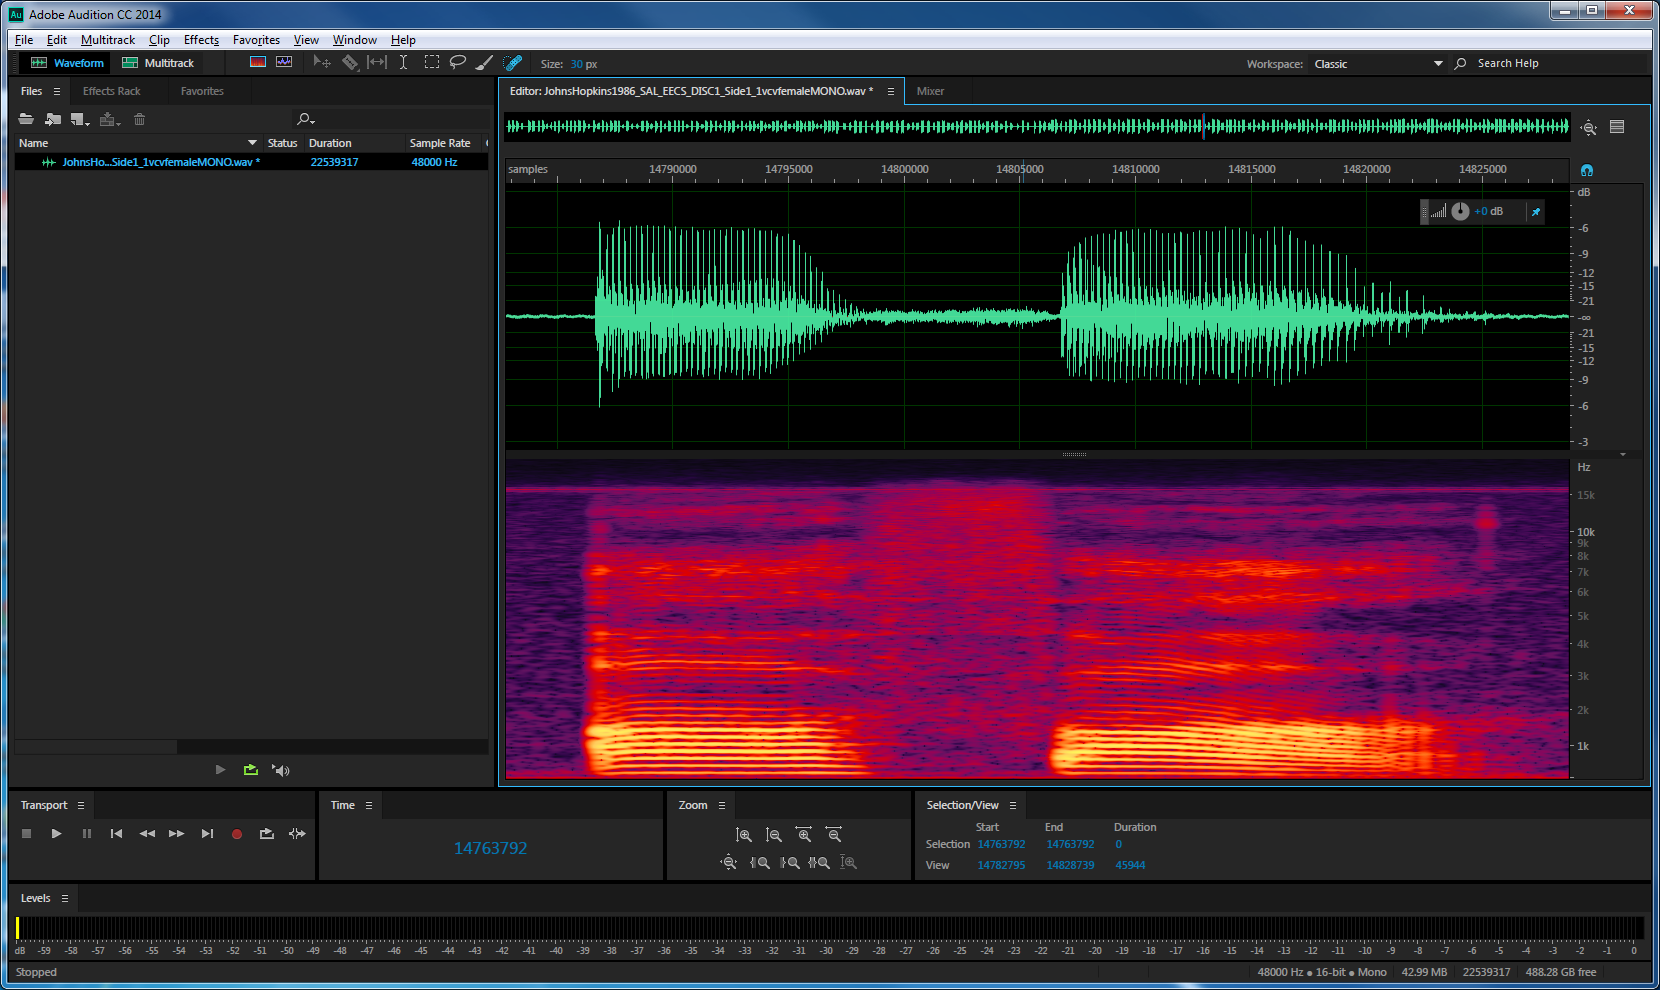 Adobe Audition CC 2014
File Edit Multitrack Clip Effects Favorites View Window Help
Waveform Multitrack Size: 30 px Workspace: Classic Search Help
Files Effects Rack Favorites
Editor: JohnsHopkins1986_SAL_EECS_DISC1_Side1_1vcvfemaleMONO.wav * Mixer
Name Status Duration Sample Rate
JohnsHo...Side1_1vcvfemaleMONO.wav * 22539317 48000 Hz
samples 14790000 14795000 14800000 14805000 14810000 14815000 14820000 14825000
dB
+0 dB
-6
-9
-12
-15
-21
-∞
-21
-15
-12
-9
-6
-3
Hz
15k
10k
9k
8k
7k
6k
5k
4k
3k
2k
1k
Transport Time Zoom Selection/View
Start End Duration
Selection 14763792 14763792 0
View 14782795 14828739 45944
14763792
Levels
dB -59 -58 -57 -56 -55 -54 -53 -52 -51 -50 -49 -48 -47 -46 -45 -44 -43 -42 -41 -40 -39 -38 -37 -36 -35 -34 -33 -32 -31 -30 -29 -28 -27 -26 -25 -24 -23 -22 -21 -20 -19 -18 -17 -16 -15 -14 -13 -12 -11 -10 -9 -8 -7 -6 -5 -4 -3 -2 -1 0
Stopped 48000 Hz • 16-bit • Mono 42.99 MB 22539317 488.28 GB free